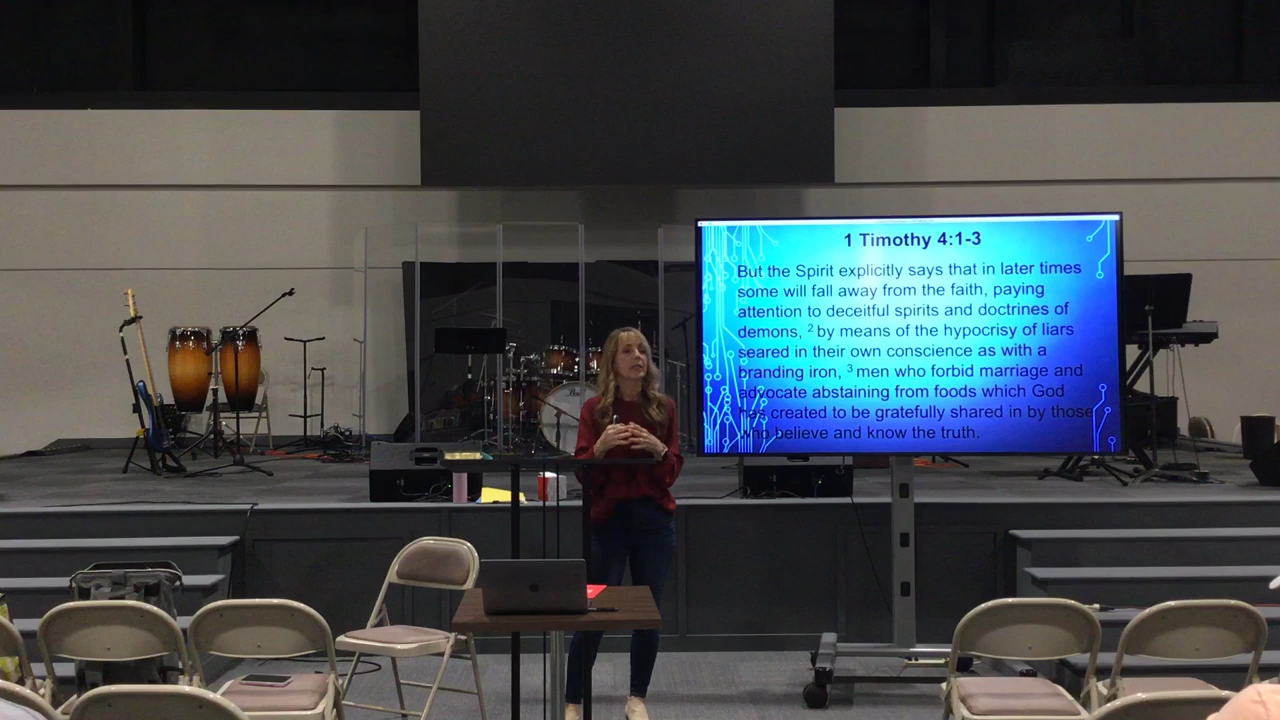 1 Timothy 4:1-3
But the Spirit explicitly says that in later times
some will fall away from the faith, paying
attention to deceitful spirits and doctrines of
demons, ² by means of the hypocrisy of liars
seared in their own conscience as with a
branding iron, ³ men who forbid marriage and
advocate abstaining from foods which God
has created to be gratefully shared in by those
who believe and know the truth.